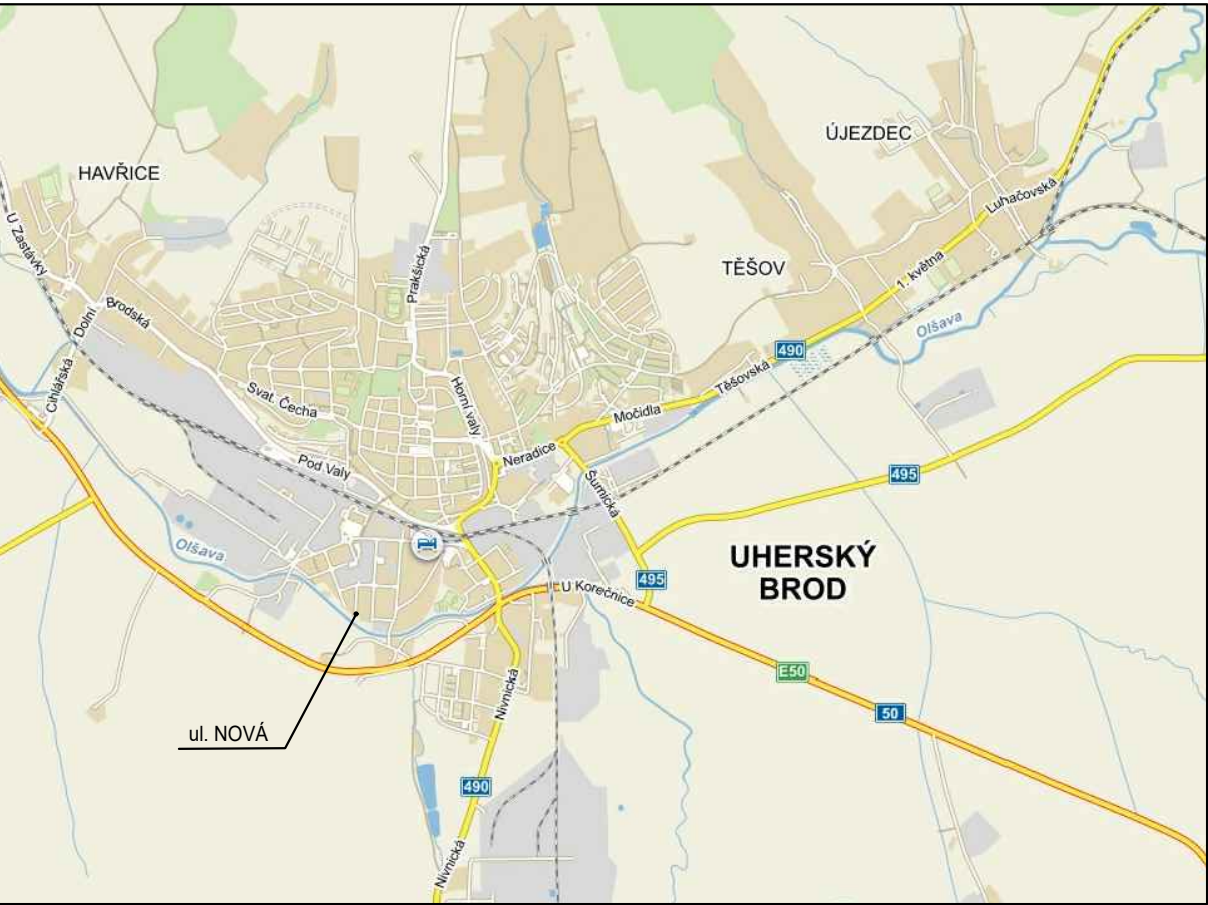 ÚJEZDEC
HAVŘICE
Luhačovská
U Zastávky
Prakšická
TĚŠOV
1. května
Brodská
Dolní
Olšava
490
Cihlářská
Svat. Čecha
Horní valy
Těšovská
Močidla
Neradice
Pod Valy
Šumická
495
Olšava
UHERSKÝ
BROD
495
U Korečnice
E50
Nivnická
50
ul. NOVÁ
490
Nivnická